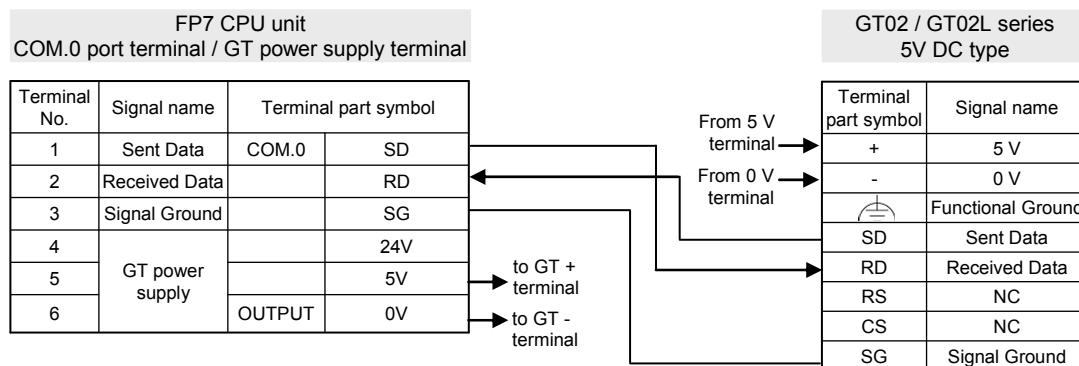 FP7 CPU unit
COM.0 port terminal / GT power supply terminal
Terminal No. Signal name Terminal part symbol
1 Sent Data COM.0 SD
2 Received Data RD
3 Signal Ground SG
4 GT power supply 24V
5 5V
6 OUTPUT 0V
to GT +
terminal
to GT -
terminal
From 5 V
terminal
From 0 V
terminal
GT02 / GT02L series
5V DC type
Terminal part symbol Signal name
+ 5 V
- 0 V
Functional Ground
SD Sent Data
RD Received Data
RS NC
CS NC
SG Signal Ground